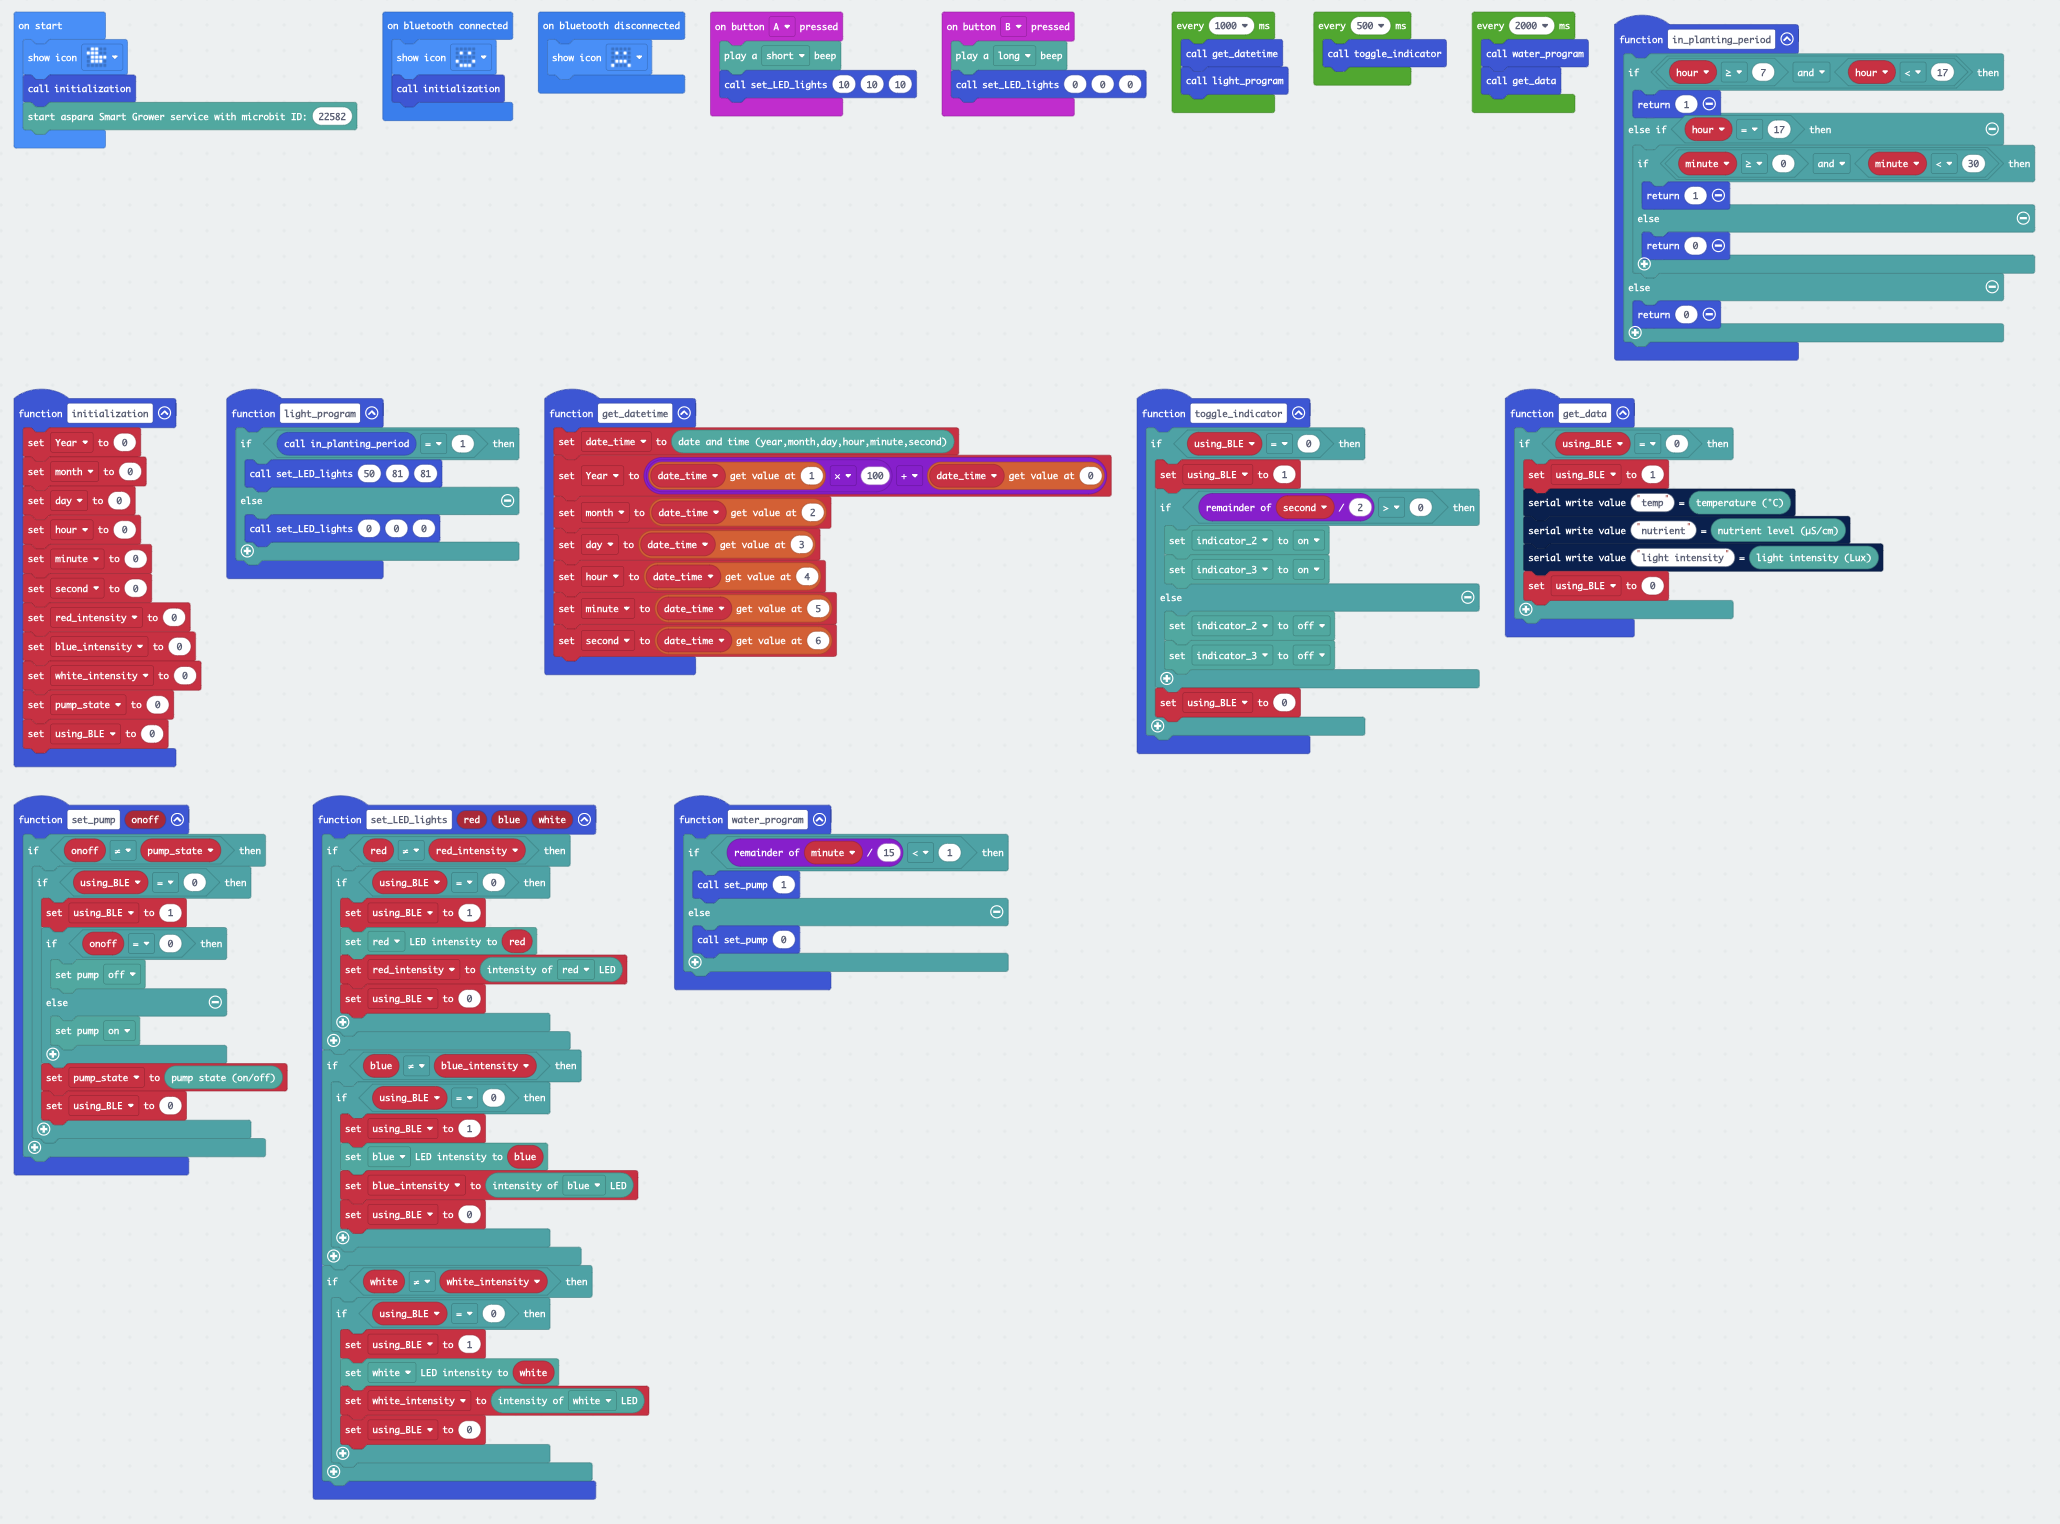 on start
show icon
call initialization
start aspara Smart Grower service with microbit ID: 22582
on bluetooth connected
show icon
call initialization
on bluetooth disconnected
show icon
on button A pressed
play a short beep
call set_LED_lights 10 10 10
on button B pressed
play a long beep
call set_LED_lights 0 0 0
every 1000 ms
call get_datetime
call light_program
every 500 ms
call toggle_indicator
every 2000 ms
call water_program
call get_data
function in_planting_period
if hour ≥ 7 and hour < 17 then
return 1
else if hour = 17 then
if minute ≥ 0 and minute < 30 then
return 1
else
return 0
else
return 0
function initialization
set Year to 0
set month to 0
set day to 0
set hour to 0
set minute to 0
set second to 0
set red_intensity to 0
set blue_intensity to 0
set white_intensity to 0
set pump_state to 0
set using_BLE to 0
function light_program
if call in_planting_period = 1 then
call set_LED_lights 50 81 81
else
call set_LED_lights 0 0 0
function get_datetime
set date_time to date and time (year,month,day,hour,minute,second)
set Year to date_time get value at 1 × 100 + date_time get value at 0
set month to date_time get value at 2
set day to date_time get value at 3
set hour to date_time get value at 4
set minute to date_time get value at 5
set second to date_time get value at 6
function toggle_indicator
if using_BLE = 0 then
set using_BLE to 1
if remainder of second / 2 > 0 then
set indicator_2 to on
set indicator_3 to on
else
set indicator_2 to off
set indicator_3 to off
set using_BLE to 0
function get_data
if using_BLE = 0 then
set using_BLE to 1
serial write value "temp" = temperature (°C)
serial write value "nutrient" = nutrient level (µS/cm)
serial write value "light intensity" = light intensity (Lux)
set using_BLE to 0
function set_pump onoff
if onoff ≠ pump_state then
if using_BLE = 0 then
set using_BLE to 1
if onoff = 0 then
set pump off
else
set pump on
set pump_state to pump state (on/off)
set using_BLE to 0
function set_LED_lights red blue white
if red ≠ red_intensity then
if using_BLE = 0 then
set using_BLE to 1
set red LED intensity to red
set red_intensity to intensity of red LED
set using_BLE to 0
if blue ≠ blue_intensity then
if using_BLE = 0 then
set using_BLE to 1
set blue LED intensity to blue
set blue_intensity to intensity of blue LED
set using_BLE to 0
if white ≠ white_intensity then
if using_BLE = 0 then
set using_BLE to 1
set white LED intensity to white
set white_intensity to intensity of white LED
set using_BLE to 0
function water_program
if remainder of minute / 15 < 1 then
call set_pump 1
else
call set_pump 0